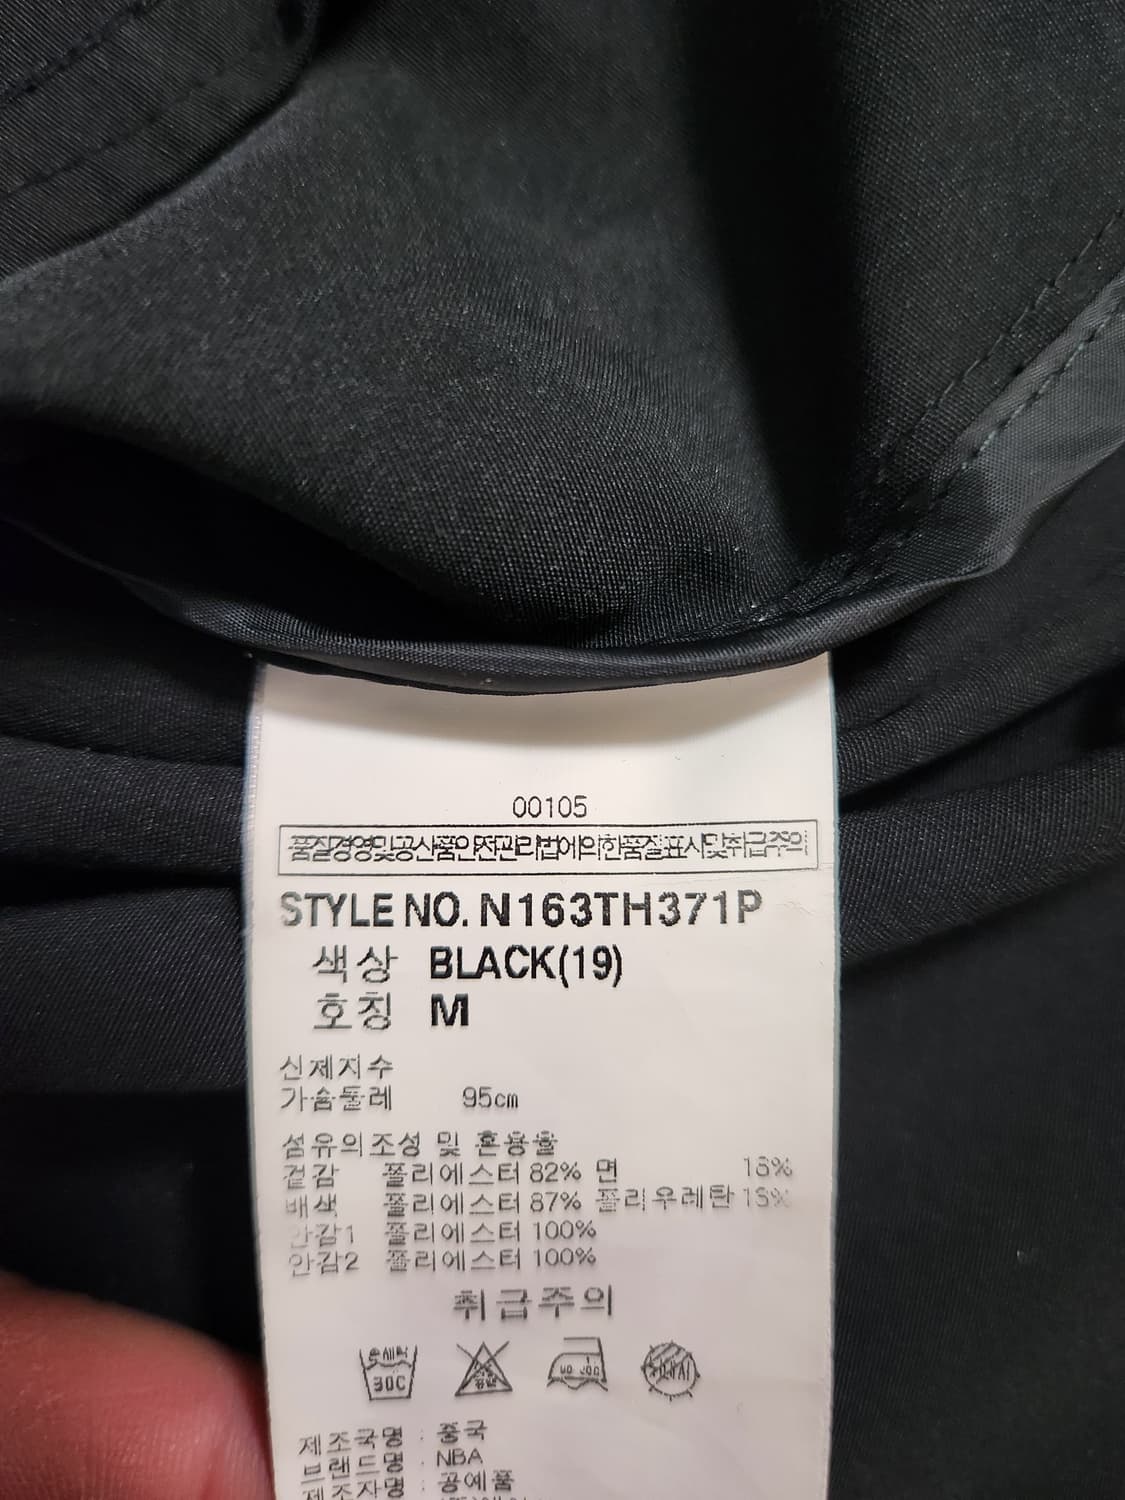 00105
품질경영및공산품안전관리법에의한품질표시및취급주의
STYLE NO. N163TH371P
색상 BLACK(19)
호칭 M
신체지수
가슴둘레 95cm
섬유의조성 및 혼용율
겉감 폴리에스터 82% 면
배색 폴리에스터 87% 폴리우레탄 13%
안감1 폴리에스터 100%
안감2 폴리에스터 100%
취급주의
손세탁
30C
제조국명 : 중국
브랜드명 : NBA
제조자명 : 공예품